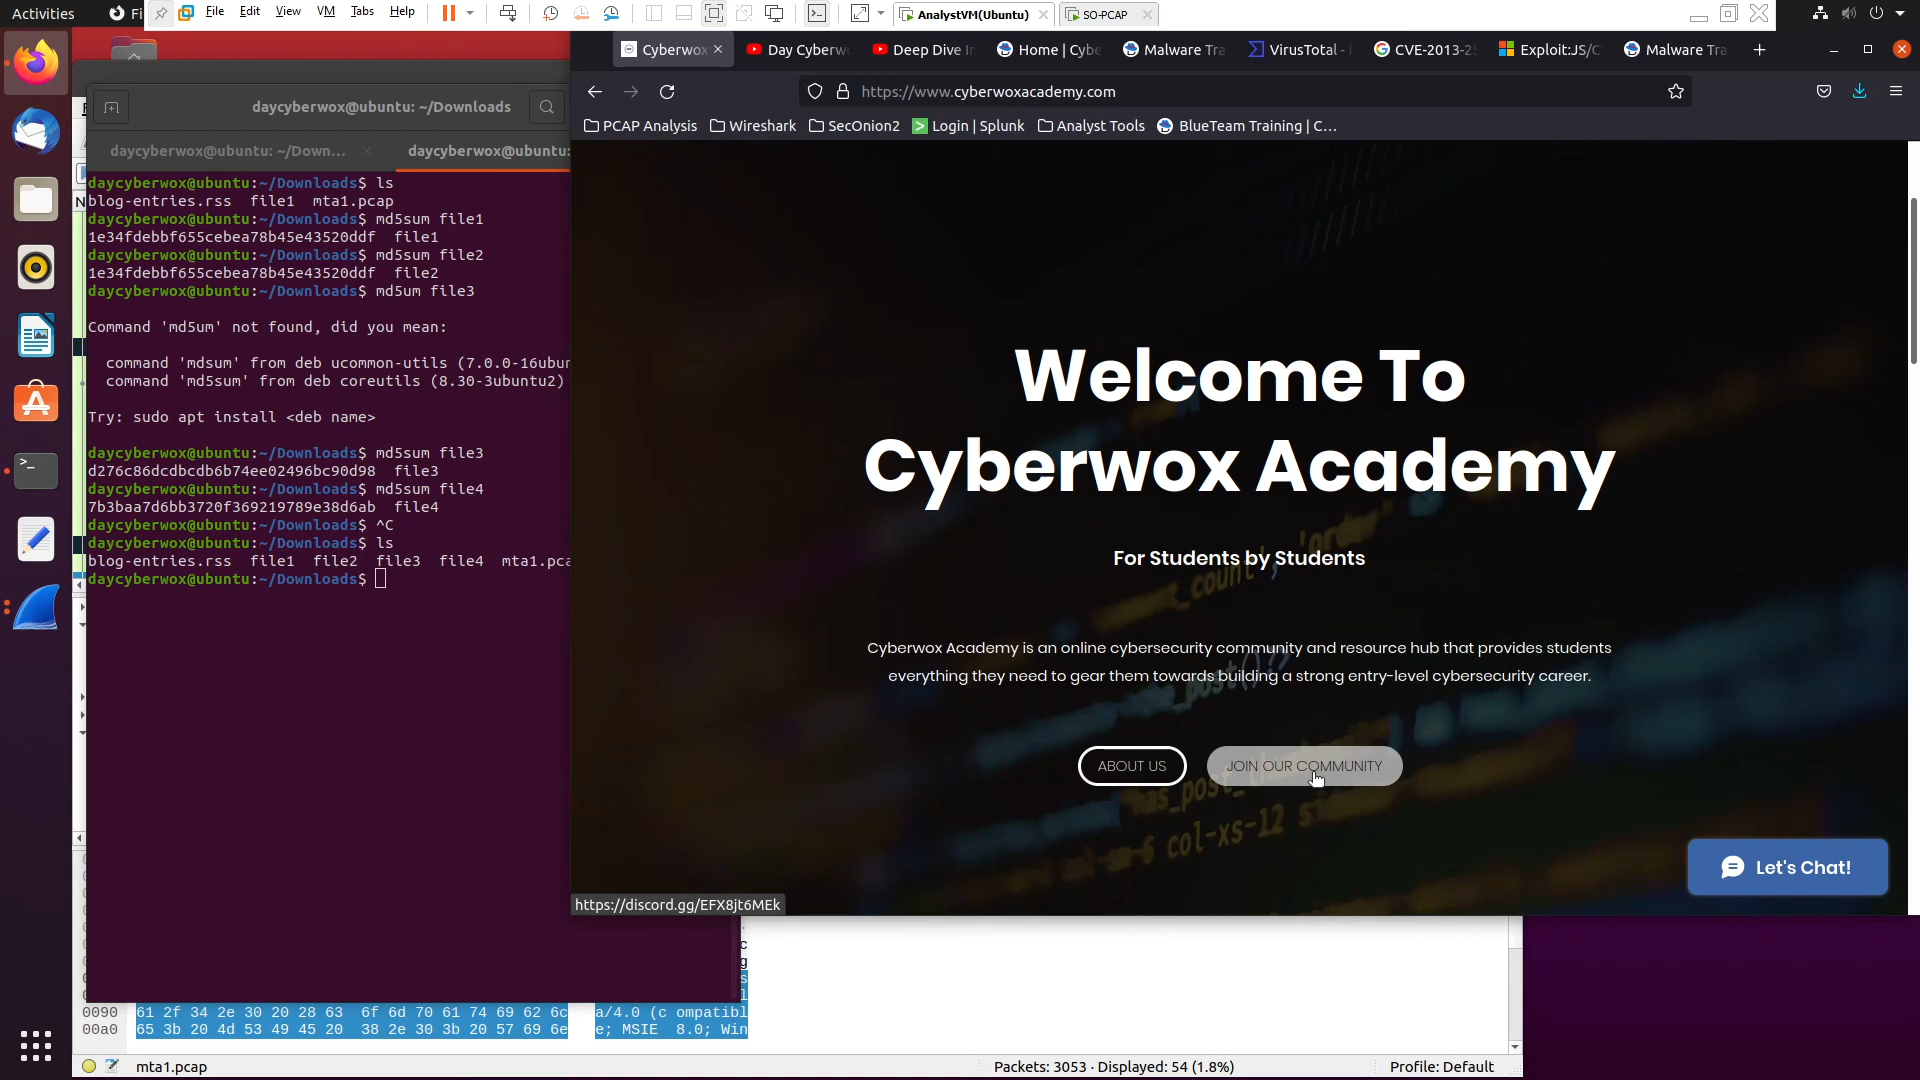 Activities
Fi
File Edit View VM Tabs Help
AnalystVM(Ubuntu)
SO-PCAP
Cyberwox
Day Cyberw
Deep Dive I
Home | Cybe
Malware Tra
VirusTotal -
CVE-2013-25
Exploit:JS/C
Malware Tra
https://www.cyberwoxacademy.com
PCAP Analysis
Wireshark
SecOnion2
Login | Splunk
Analyst Tools
BlueTeam Training | C...
daycyberwox@ubuntu: ~/Downloads
daycyberwox@ubuntu: ~/Down...
daycyberwox@ubuntu:
daycyberwox@ubuntu:~/Downloads$ ls
blog-entries.rss file1 mta1.pcap
daycyberwox@ubuntu:~/Downloads$ md5sum file1
1e34fdebbf655cebea78b45e43520ddf file1
daycyberwox@ubuntu:~/Downloads$ md5sum file2
1e34fdebbf655cebea78b45e43520ddf file2
daycyberwox@ubuntu:~/Downloads$ md5um file3
Command 'md5um' not found, did you mean:
command 'mdsum' from deb ucommon-utils (7.0.0-16ubun
command 'md5sum' from deb coreutils (8.30-3ubuntu2)
Try: sudo apt install <deb name>
daycyberwox@ubuntu:~/Downloads$ md5sum file3
d276c86dcdbcdb6b74ee02496bc90d98 file3
daycyberwox@ubuntu:~/Downloads$ md5sum file4
7b3baa7d6bb3720f369219789e38d6ab file4
daycyberwox@ubuntu:~/Downloads$ ^C
daycyberwox@ubuntu:~/Downloads$ ls
blog-entries.rss file1 file2 file3 file4 mta1.pca
daycyberwox@ubuntu:~/Downloads$
Welcome To
Cyberwox Academy
For Students by Students
Cyberwox Academy is an online cybersecurity community and resource hub that provides students
everything they need to gear them towards building a strong entry-level cybersecurity career.
ABOUT US
JOIN OUR COMMUNITY
Let's Chat!
https://discord.gg/EFX8jt6MEk
0090 61 2f 34 2e 30 20 28 63 6f 6d 70 61 74 69 62 6c a/4.0 (c ompatibl
00a0 65 3b 20 4d 53 49 45 20 38 2e 30 3b 20 57 69 6e e; MSIE 8.0; Win
mta1.pcap
Packets: 3053 · Displayed: 54 (1.8%)
Profile: Default